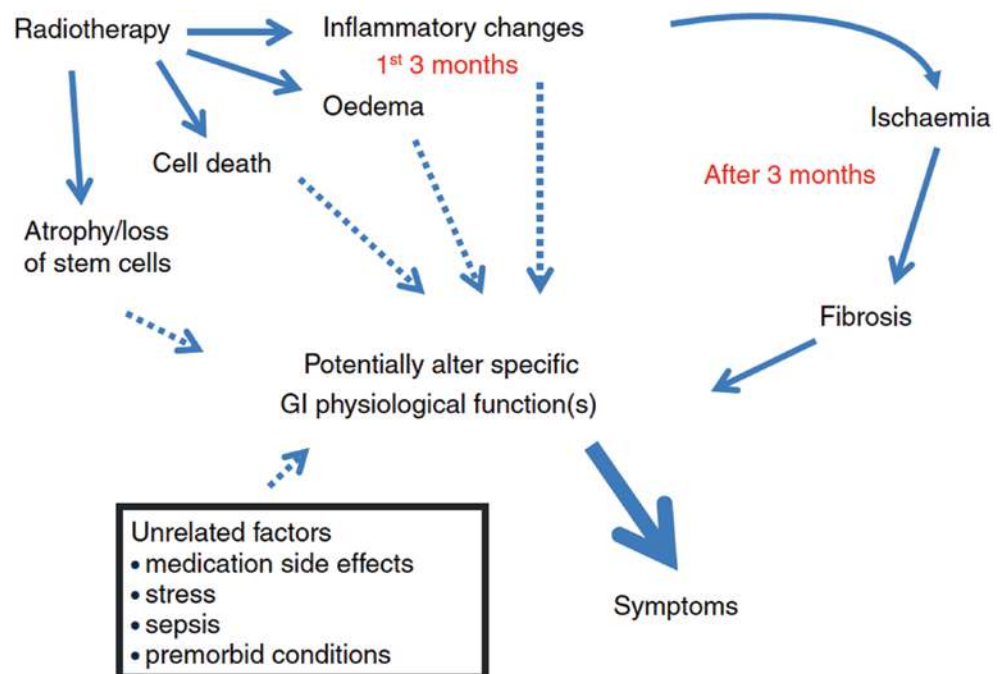 Radiotherapy
Inflammatory changes
1st 3 months
Oedema
Ischaemia
Cell death
After 3 months
Atrophy/loss
of stem cells
Fibrosis
Potentially alter specific
GI physiological function(s)
Unrelated factors
• medication side effects
• stress
• sepsis
• premorbid conditions
Symptoms